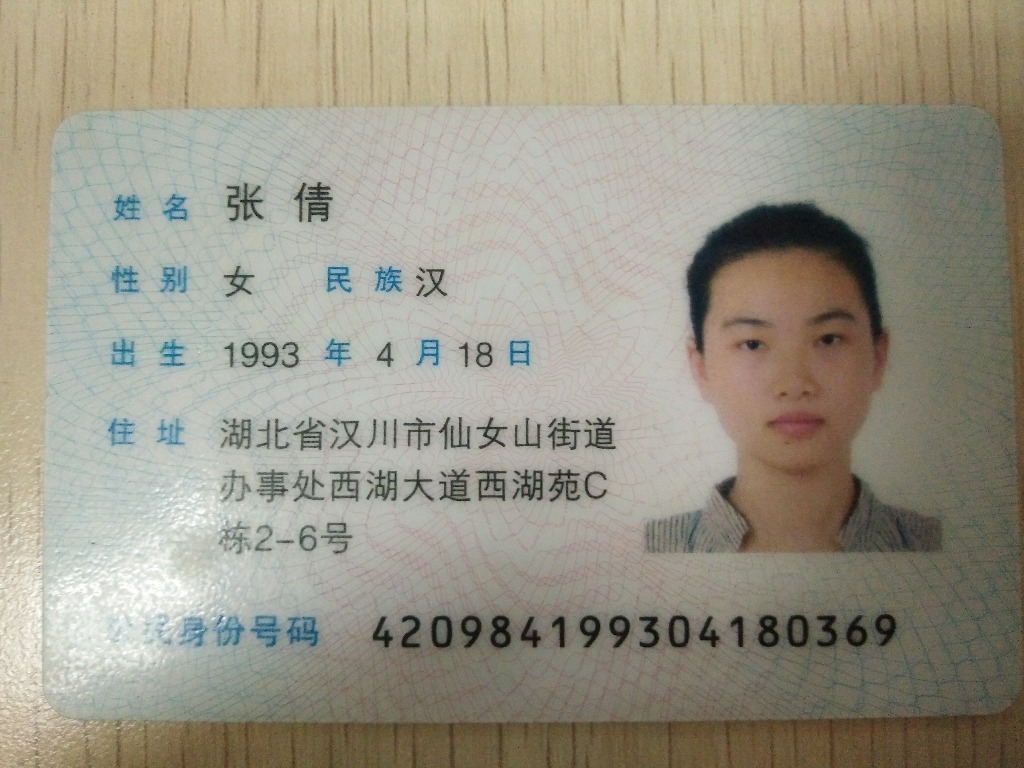 姓名 张倩
性别 女 民族 汉
出生 1993 年 4 月 18 日
住址 湖北省汉川市仙女山街道
办事处西湖大道西湖苑C
栋2-6号
公民身份号码 420984199304180369